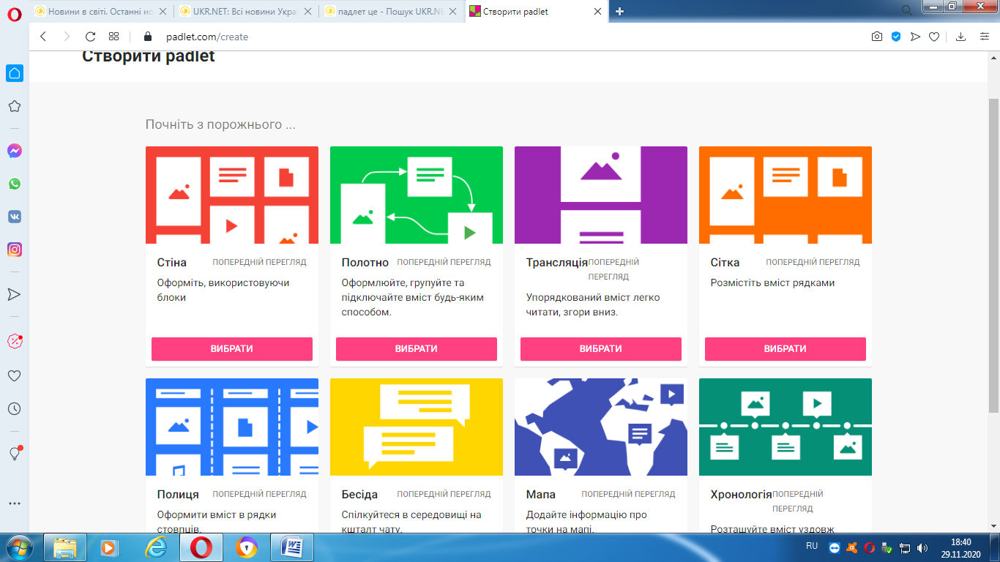 Новини в світі. Останні но
UKR.NET: Всі новини Украї
падлет це - Пошук UKR.NE
Створити padlet
padlet.com/create
Створити padlet
Почніть з порожнього ...
Стіна
ПОПЕРЕДНІЙ ПЕРЕГЛЯД
Оформіть, використовуючи
блоки
ВИБРАТИ
Полотно
ПОПЕРЕДНІЙ ПЕРЕГЛЯД
Оформлюйте, групуйте та
підключайте вміст будь-яким
способом.
ВИБРАТИ
Трансляція
ПОПЕРЕДНІЙ
ПЕРЕГЛЯД
Упорядкований вміст легко
читати, згори вниз.
ВИБРАТИ
Сітка
ПОПЕРЕДНІЙ ПЕРЕГЛЯД
Розмістіть вміст рядками
ВИБРАТИ
Полиця
ПОПЕРЕДНІЙ ПЕРЕГЛЯД
Оформити вміст в рядки
стовпців.
Бесіда
ПОПЕРЕДНІЙ ПЕРЕГЛЯД
Спілкуйтеся в середовищі на
кшталт чату.
Мапа
ПОПЕРЕДНІЙ ПЕРЕГЛЯД
Додайте інформацію про
точки на мапі.
Хронологія
ПОПЕРЕДНІЙ
ПЕРЕГЛЯД
Розташуйте вміст уздовж
RU
18:40
29.11.2020